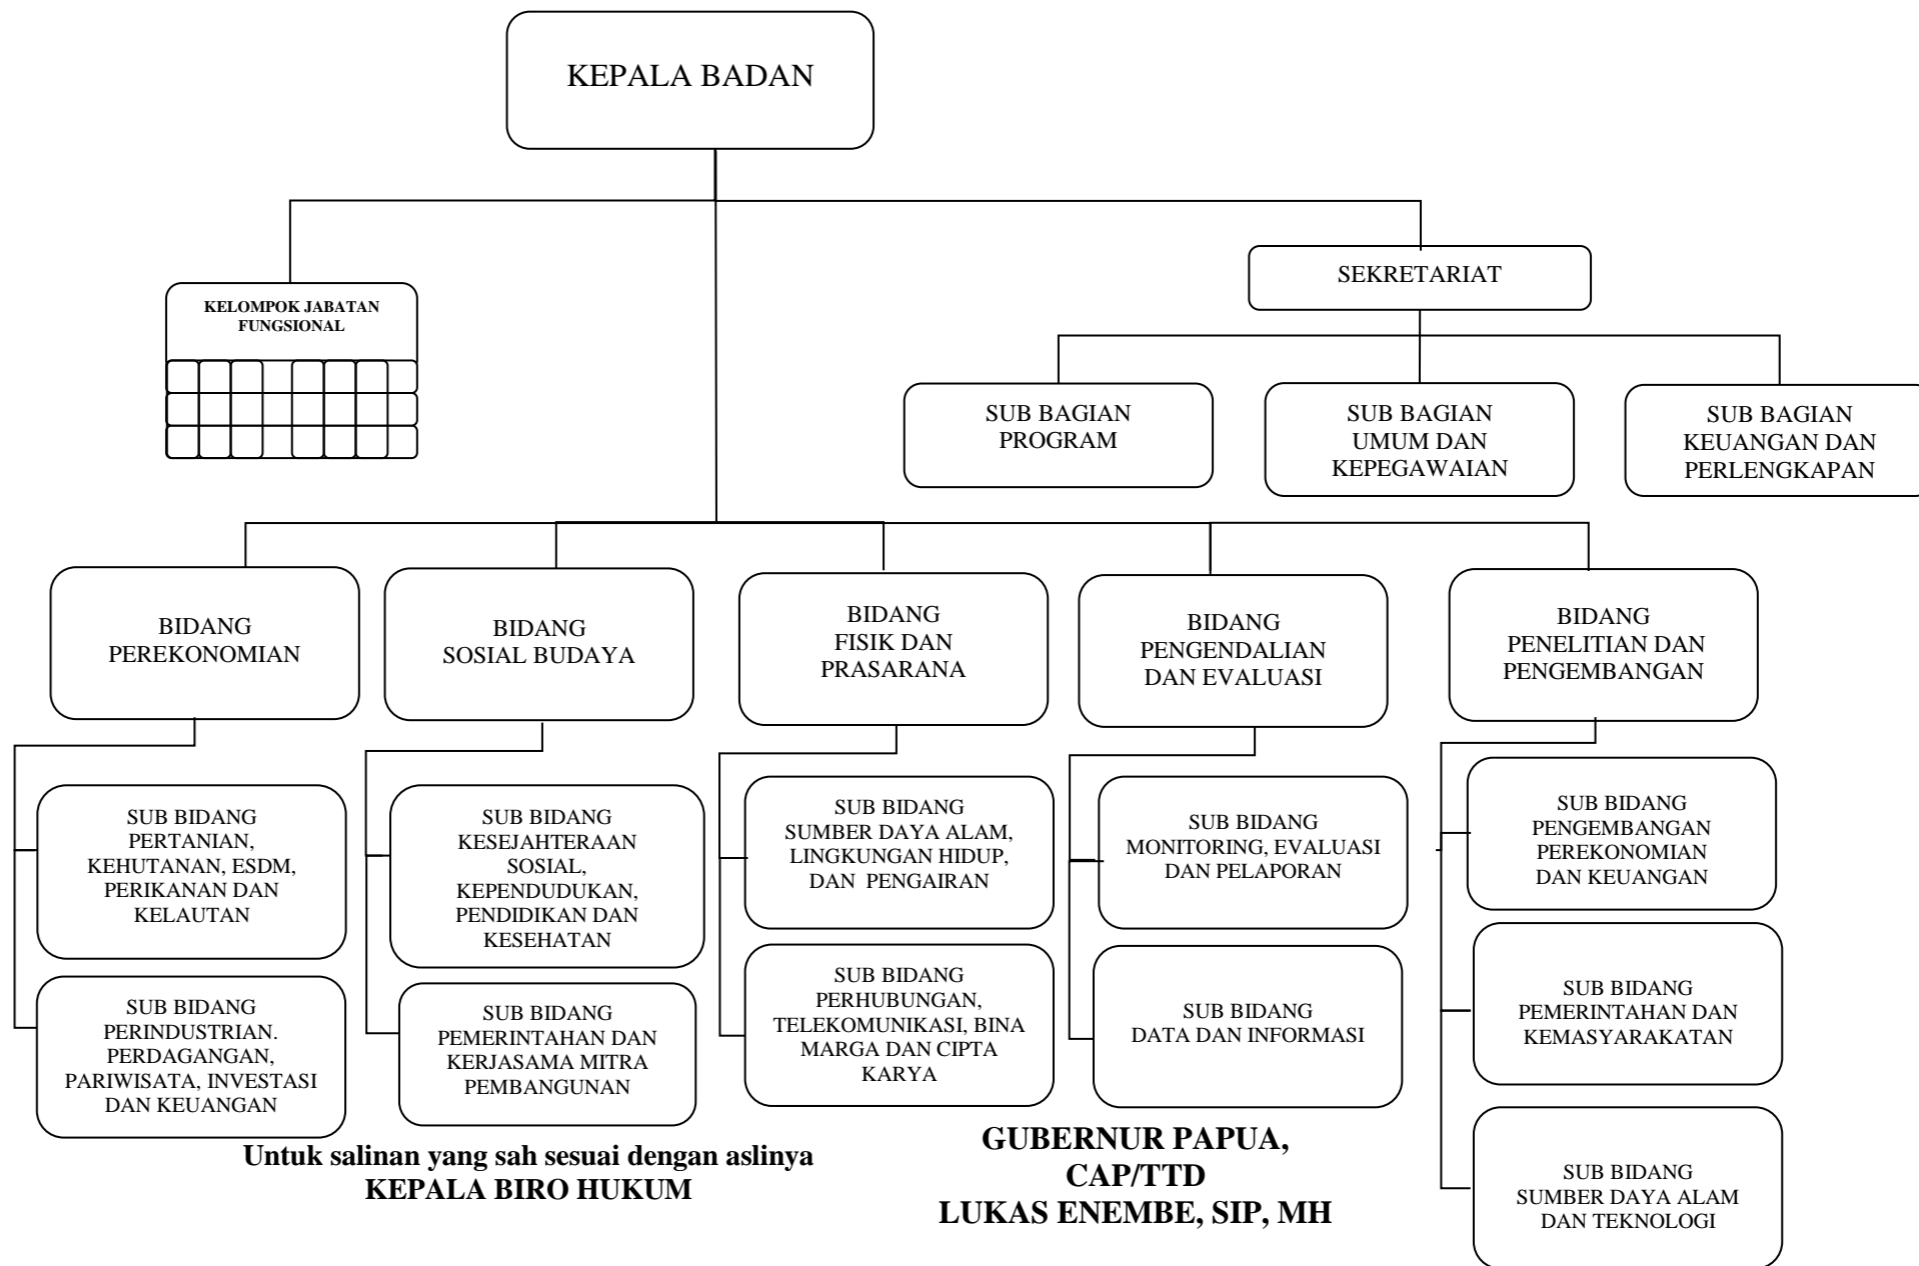 KEPALA BADAN
KELOMPOK JABATAN
FUNGSIONAL
SEKRETARIAT
SUB BAGIAN
PROGRAM
SUB BAGIAN
UMUM DAN
KEPEGAWAIAN
SUB BAGIAN
KEUANGAN DAN
PERLENGKAPAN
BIDANG
PEREKONOMIAN
BIDANG
SOSIAL BUDAYA
BIDANG
FISIK DAN
PRASARANA
BIDANG
PENGENDALIAN
DAN EVALUASI
BIDANG
PENELITIAN DAN
PENGEMBANGAN
SUB BIDANG
PERTANIAN,
KEHUTANAN, ESDM,
PERIKANAN DAN
KELAUTAN
SUB BIDANG
KESEJAHTERAAN
SOSIAL,
KEPENDUDUKAN,
PENDIDIKAN DAN
KESEHATAN
SUB BIDANG
SUMBER DAYA ALAM,
LINGKUNGAN HIDUP,
DAN PENGAIRAN
SUB BIDANG
MONITORING, EVALUASI
DAN PELAPORAN
SUB BIDANG
PENGEMBANGAN
PEREKONOMIAN
DAN KEUANGAN
SUB BIDANG
PERINDUSTRIAN.
PERDAGANGAN,
PARIWISATA, INVESTASI
DAN KEUANGAN
SUB BIDANG
PEMERINTAHAN DAN
KERJASAMA MITRA
PEMBANGUNAN
SUB BIDANG
PERHUBUNGAN,
TELEKOMUNIKASI, BINA
MARGA DAN CIPTA
KARYA
SUB BIDANG
DATA DAN INFORMASI
SUB BIDANG
PEMERINTAHAN DAN
KEMASYARAKATAN
SUB BIDANG
SUMBER DAYA ALAM
DAN TEKNOLOGI
Untuk salinan yang sah sesuai dengan aslinya
KEPALA BIRO HUKUM
GUBERNUR PAPUA,
CAP/TTD
LUKAS ENEMBE, SIP, MH